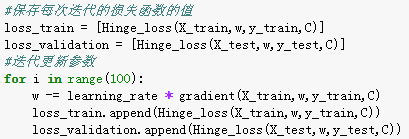 #保存每次迭代的损失函数的值
loss_train = [Hinge_loss(X_train,w,y_train,C)]
loss_validation = [Hinge_loss(X_test,w,y_test,C)]
#迭代更新参数
for i in range(100):
    w -= learning_rate * gradient(X_train,w,y_train,C)
    loss_train.append(Hinge_loss(X_train,w,y_train,C))
    loss_validation.append(Hinge_loss(X_test,w,y_test,C))